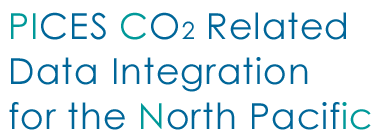 PICES CO2 Related
Data Integration
for the North Pacific